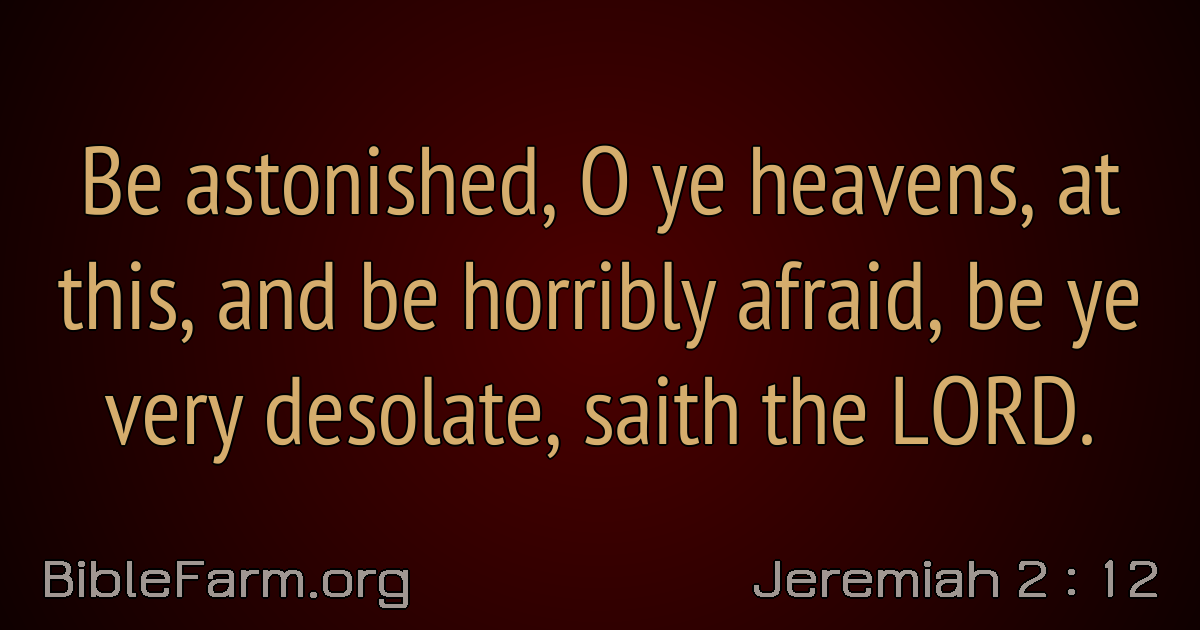 Be astonished, O ye heavens, at
this, and be horribly afraid, be ye
very desolate, saith the LORD.
BibleFarm.org
Jeremiah 2 : 12